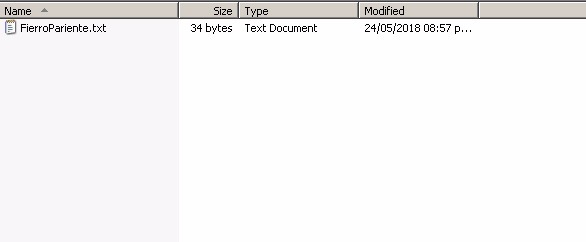 Name Size Type Modified
FierroPariente.txt 34 bytes Text Document 24/05/2018 08:57 p...